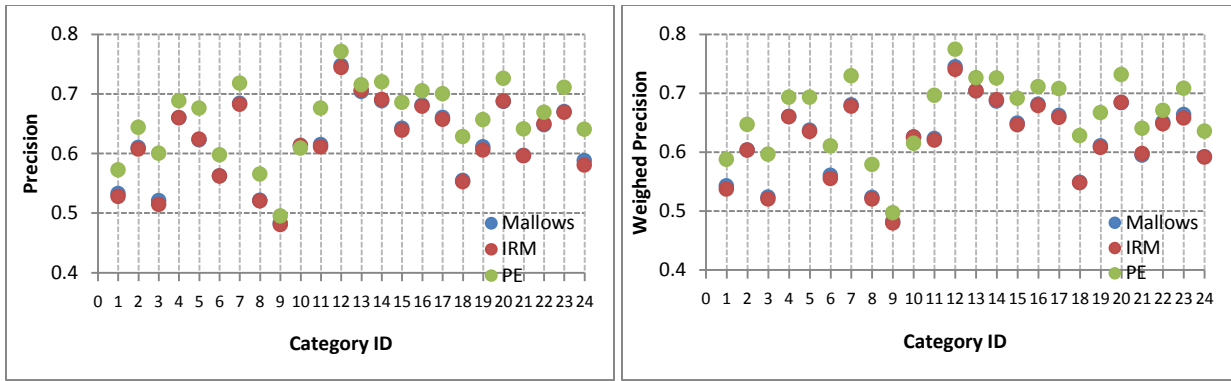 0.8
0.7
0.6
0.5
0.4
Precision
0 1 2 3 4 5 6 7 8 9 10 11 12 13 14 15 16 17 18 19 20 21 22 23 24
Category ID
Mallows
IRM
PE
0.8
0.7
0.6
0.5
0.4
Weighed Precision
0 1 2 3 4 5 6 7 8 9 10 11 12 13 14 15 16 17 18 19 20 21 22 23 24
Category ID
Mallows
IRM
PE